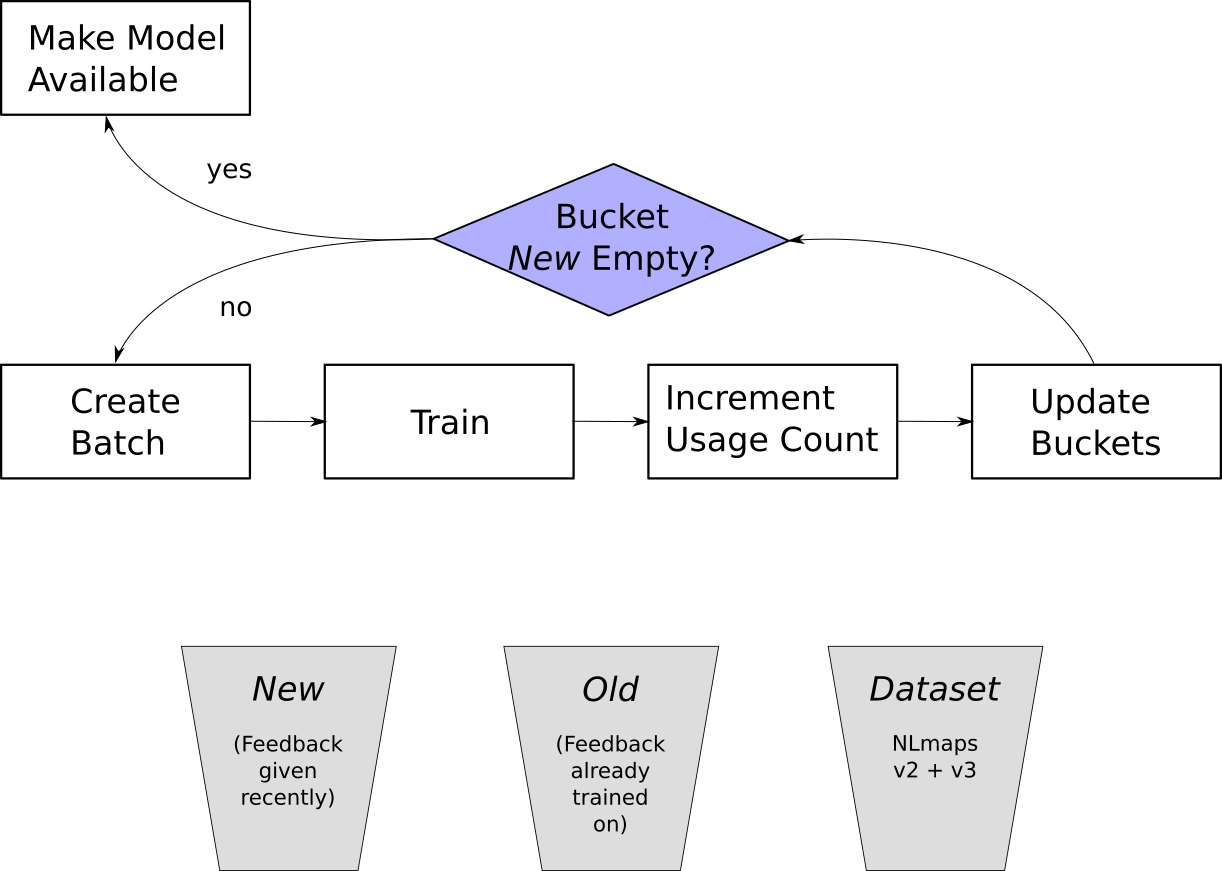 Make Model
Available
yes
Bucket
New Empty?
no
Create
Batch
Train
Increment
Usage Count
Update
Buckets
New
(Feedback
given
recently)
Old
(Feedback
already
trained
on)
Dataset
NLmaps
v2 + v3